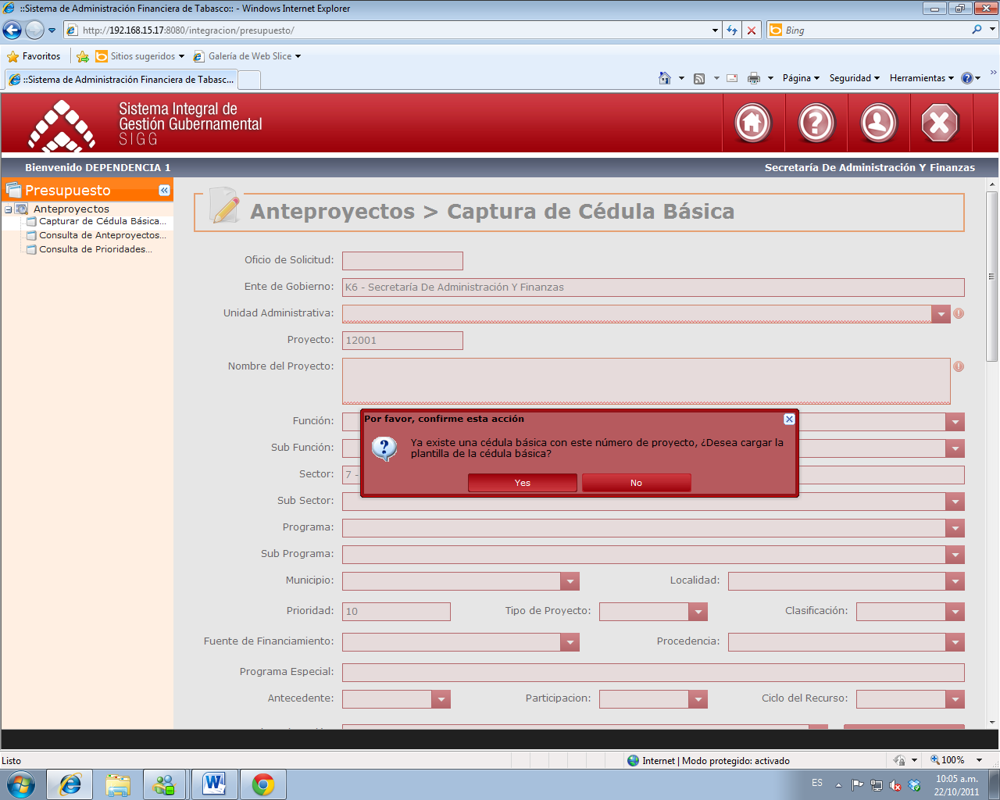 ::Sistema de Administración Financiera de Tabasco:: - Windows Internet Explorer
http://192.168.15.17:8080/integracion/presupuesto/
Bing
Favoritos
Sitios sugeridos
Galería de Web Slice
::Sistema de Administración Financiera de Tabasc...
Página
Seguridad
Herramientas
Sistema Integral de
Gestión Gubernamental
SIGG
Bienvenido DEPENDENCIA 1
Secretaría De Administración Y Finanzas
Presupuesto
Anteproyectos
Capturar de Cédula Básica...
Consulta de Anteproyectos...
Consulta de Prioridades...
Anteproyectos > Captura de Cédula Básica
Oficio de Solicitud:
Ente de Gobierno: K6 - Secretaría De Administración Y Finanzas
Unidad Administrativa:
Proyecto: 12001
Nombre del Proyecto:
Función:
Sub Función:
Sector: 7 -
Sub Sector:
Programa:
Sub Programa:
Municipio: Localidad:
Prioridad: 10 Tipo de Proyecto: Clasificación:
Fuente de Financiamiento: Procedencia:
Programa Especial:
Antecedente: Participacion: Ciclo del Recurso:
Por favor, confirme esta acción
Ya existe una cédula básica con este número de proyecto, ¿Desea cargar la
plantilla de la cédula básica?
Yes No
Listo
Internet | Modo protegido: activado
100%
ES
10:05 a.m.
22/10/2011